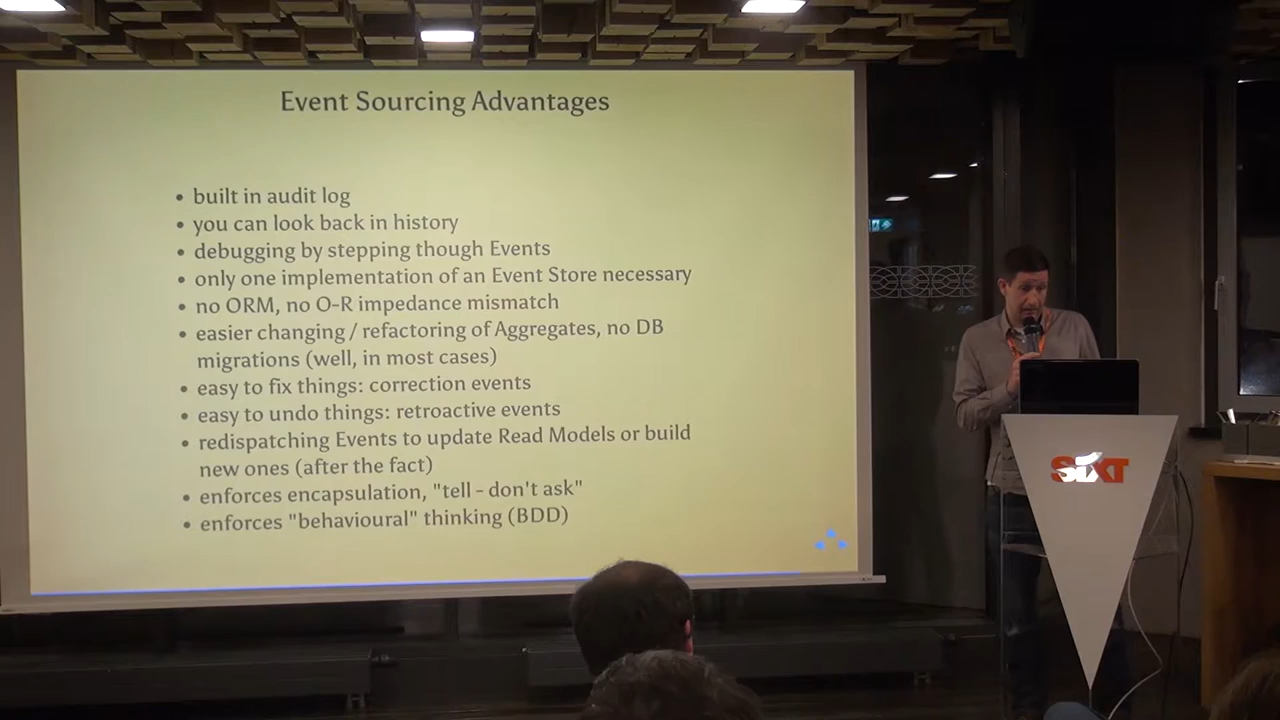 Event Sourcing Advantages
• built in audit log
• you can look back in history
• debugging by stepping though Events
• only one implementation of an Event Store necessary
• no ORM, no O-R impedance mismatch
• easier changing / refactoring of Aggregates, no DB
migrations (well, in most cases)
• easy to fix things: correction events
• easy to undo things: retroactive events
• redispatching Events to update Read Models or build
new ones (after the fact)
• enforces encapsulation, "tell - don't ask"
• enforces "behavioural" thinking (BDD)
SIXT